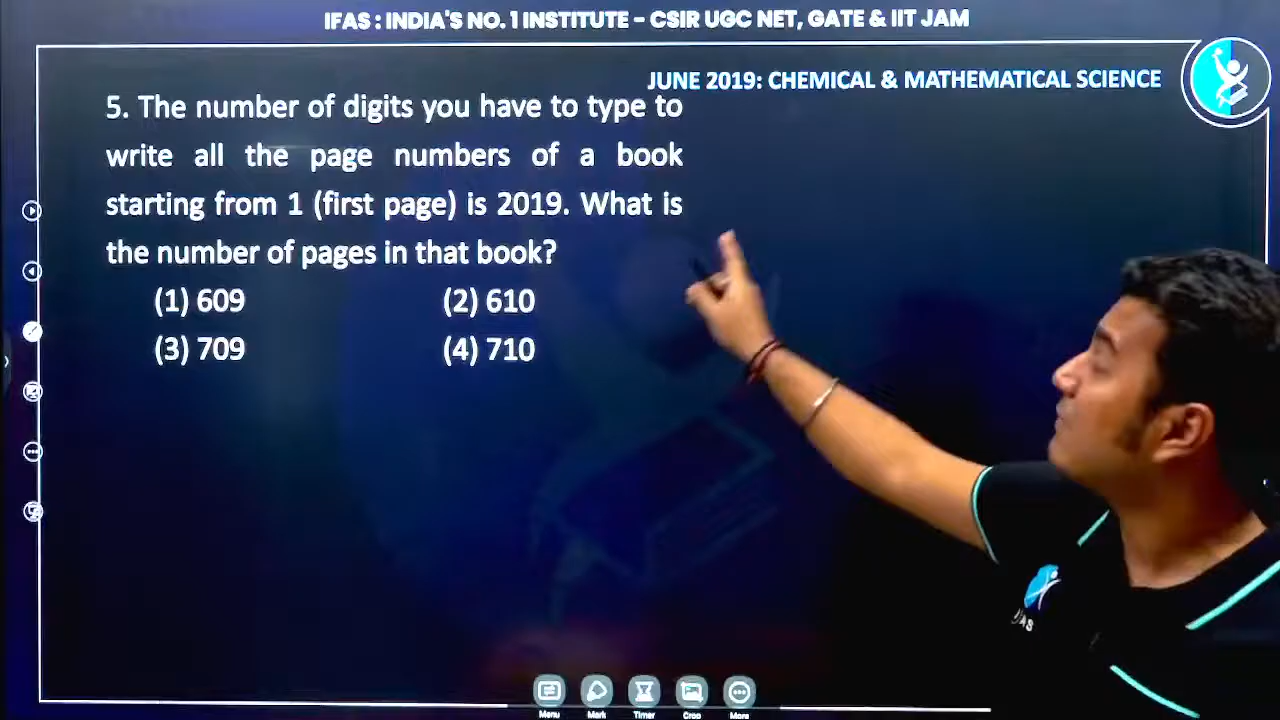 IFAS : INDIA'S NO. 1 INSTITUTE – CSIR UGC NET, GATE & IIT JAM
JUNE 2019: CHEMICAL & MATHEMATICAL SCIENCE
5. The number of digits you have to type to
write all the page numbers of a book
starting from 1 (first page) is 2019. What is
the number of pages in that book?
(1) 609 (2) 610
(3) 709 (4) 710
IFAS
Menu Mark Timer Crop More